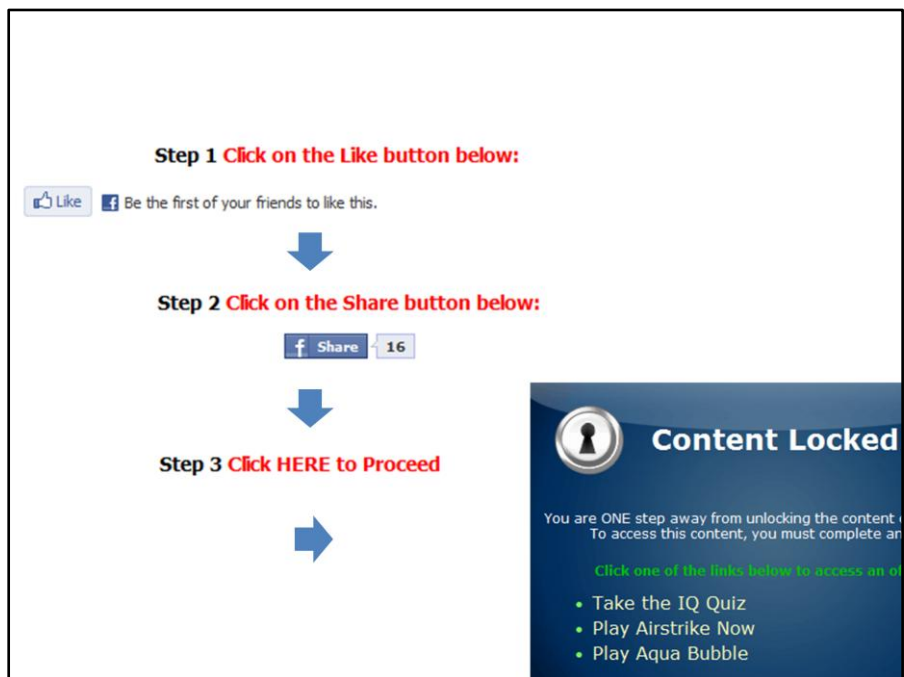 Step 1 Click on the Like button below:
Like Be the first of your friends to like this.
Step 2 Click on the Share button below:
Share 16
Step 3 Click HERE to Proceed
Content Locked
You are ONE step away from unlocking the content
To access this content, you must complete an
Click one of the links below to access an of
Take the IQ Quiz
Play Airstrike Now
Play Aqua Bubble